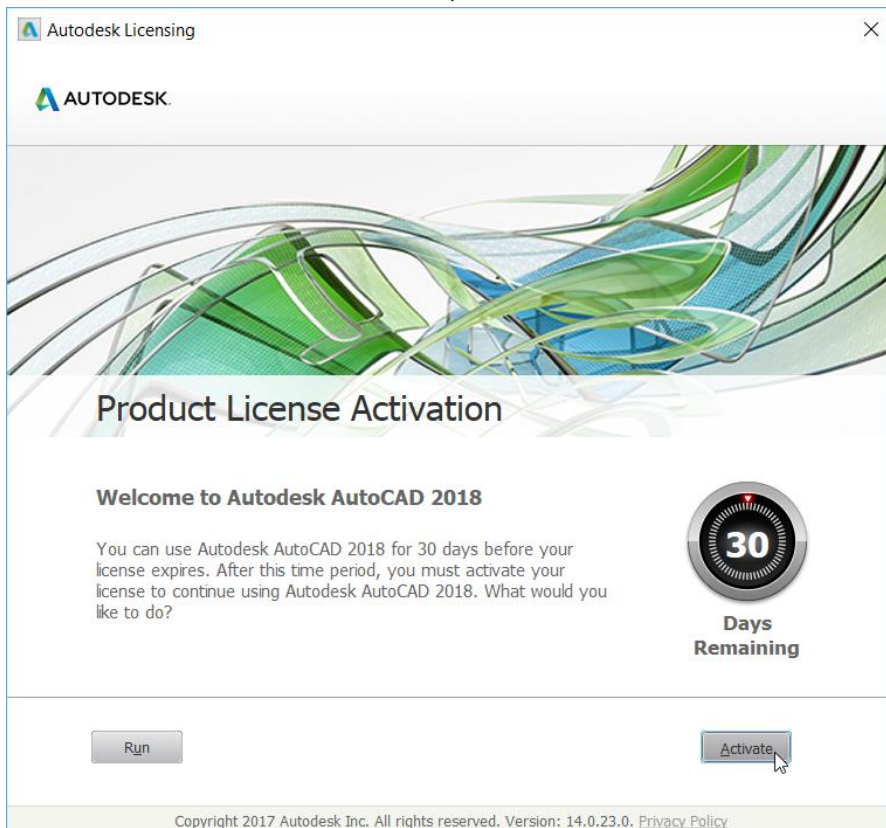 Autodesk Licensing
AUTODESK.
Product License Activation
Welcome to Autodesk AutoCAD 2018
You can use Autodesk AutoCAD 2018 for 30 days before your
license expires. After this time period, you must activate your
license to continue using Autodesk AutoCAD 2018. What would you
like to do?
30
Days
Remaining
Run
Activate
Copyright 2017 Autodesk Inc. All rights reserved. Version: 14.0.23.0. Privacy Policy